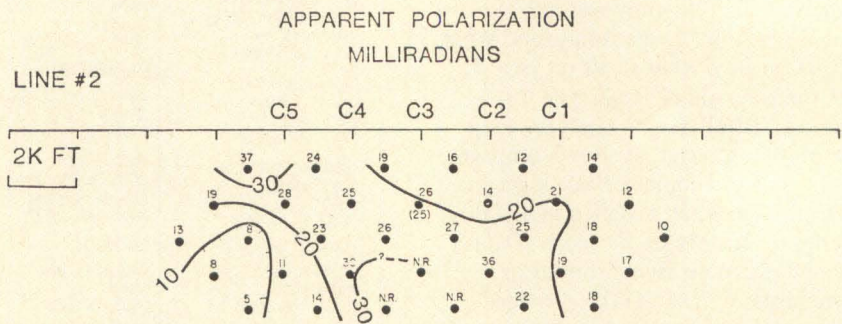 APPARENT POLARIZATION
MILLIRADIANS
LINE #2
C5 C4 C3 C2 C1
2K FT
37 24 19 16 12 14
30
19 28 25 26 14 21 12
(25) 20
13 8 23 26 27 25 18 10
20
10 8 11 30 ? N.R. 36 19 17
30
5 14 N.R. N.R. 22 18